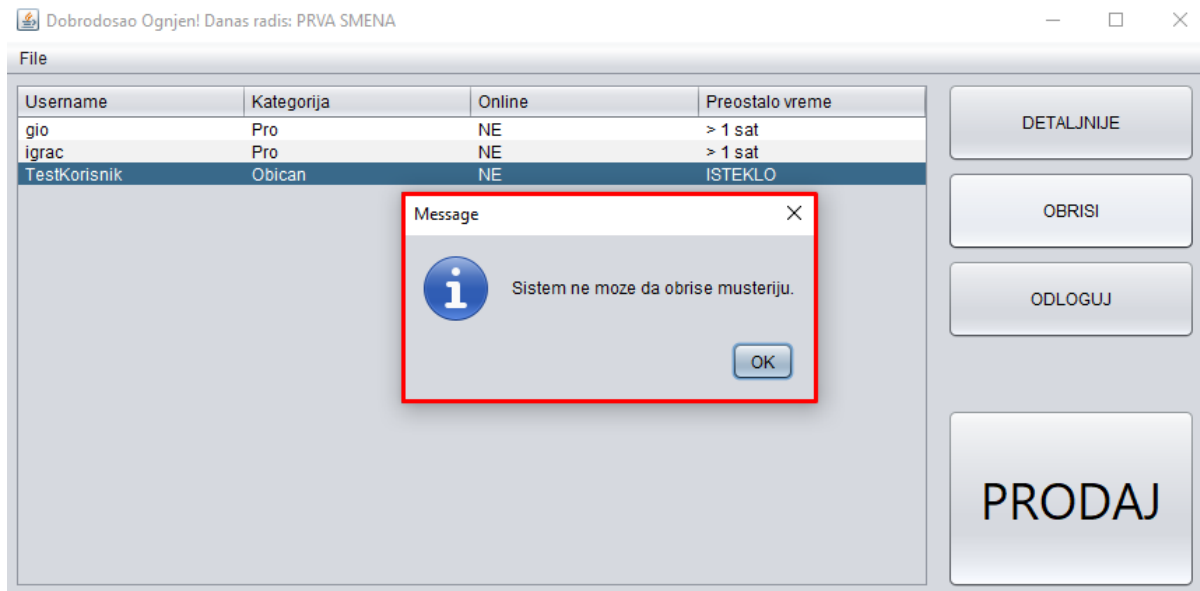 Dobrodosao Ognjen! Danas radis: PRVA SMENA
File
Username Kategorija Online Preostalo vreme
gio Pro NE > 1 sat
igrac Pro NE > 1 sat
TestKorisnik Obican NE ISTEKLO
Message
Sistem ne moze da obrise musteriju.
OK
DETALJNIJE
OBRISI
ODLOGUJ
PRODAJ